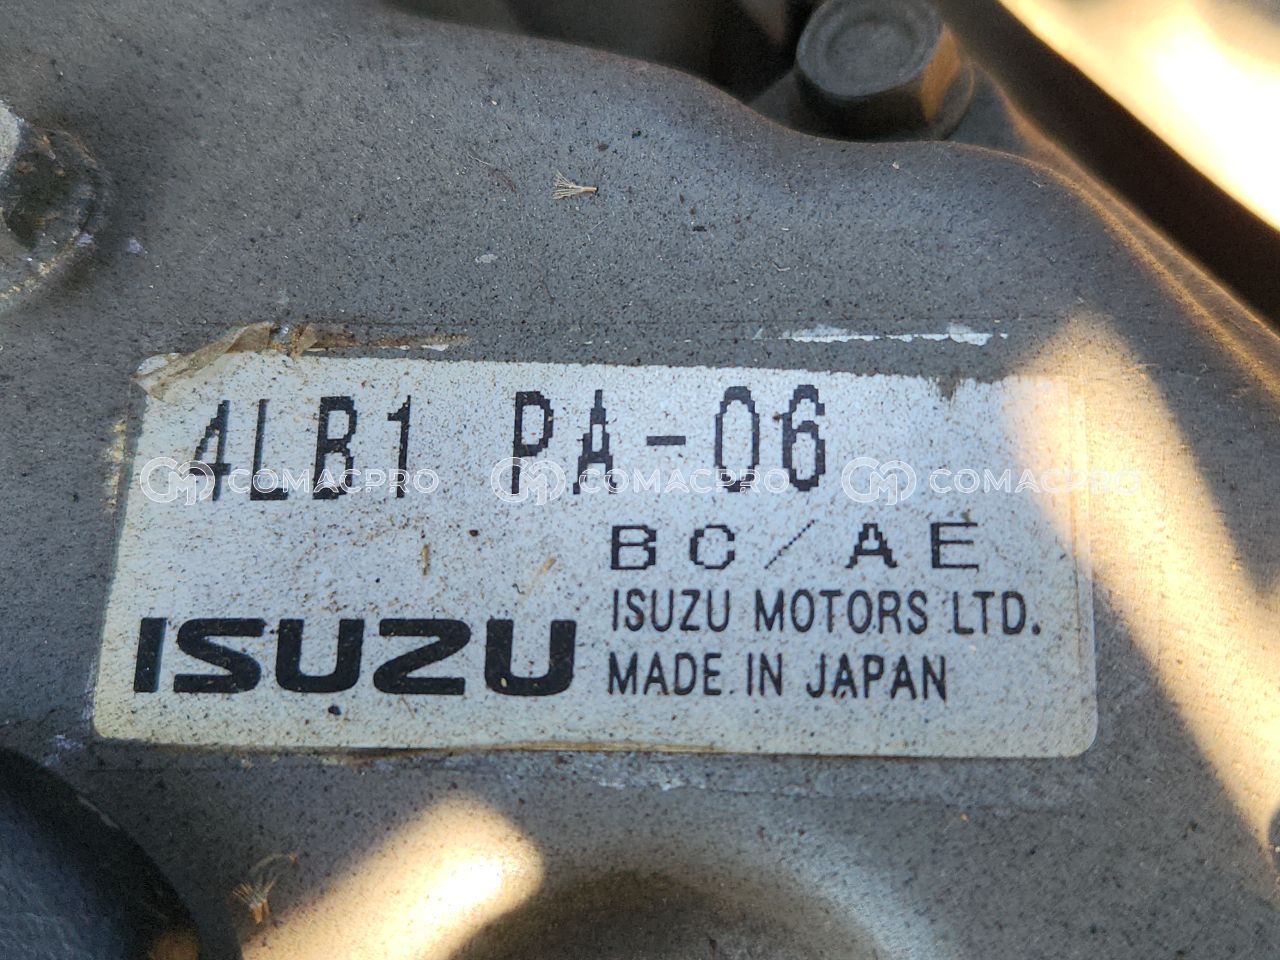 4LB1 PA-06
COMACPRO COMACPRO COMACPRO
BC/AE
ISUZU
ISUZU MOTORS LTD.
MADE IN JAPAN